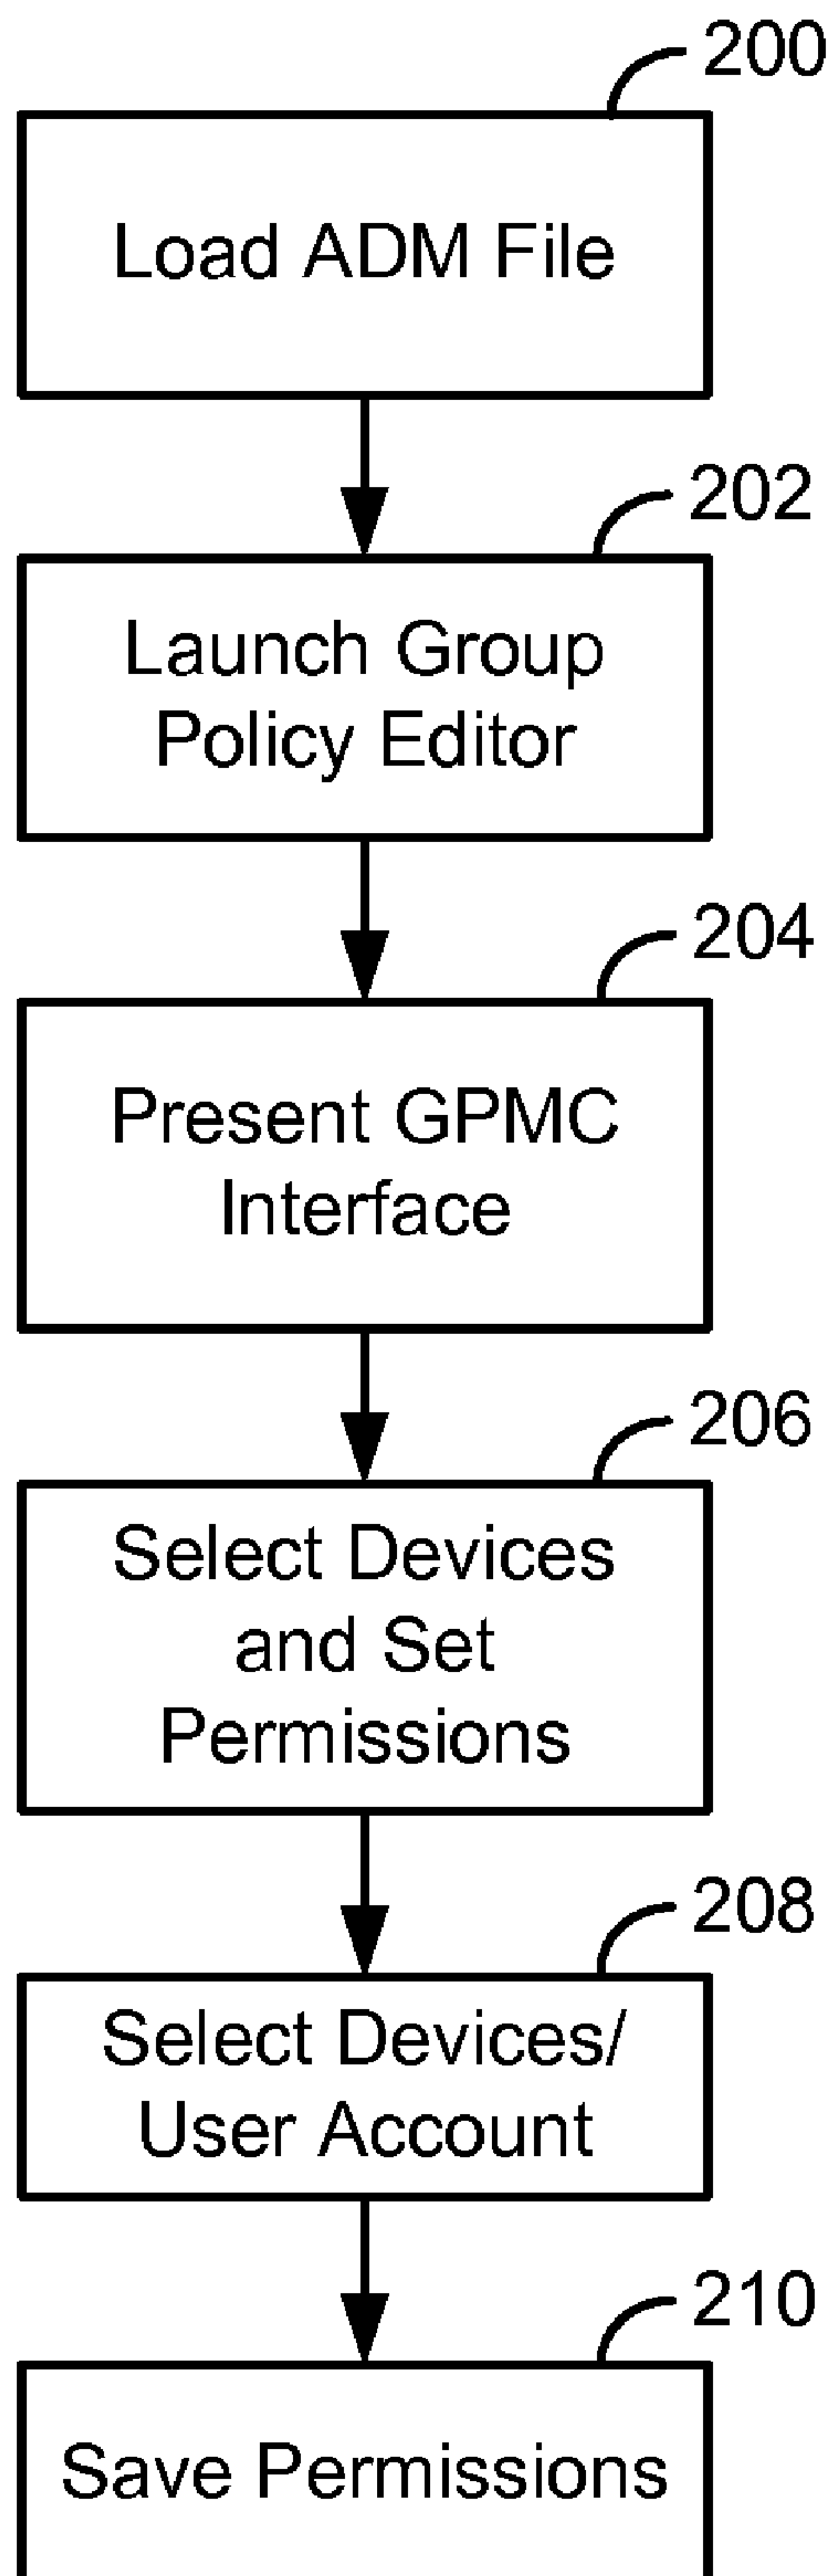 200
Load ADM File
202
Launch Group
Policy Editor
204
Present GPMC
Interface
206
Select Devices
and Set
Permissions
208
Select Devices/
User Account
210
Save Permissions